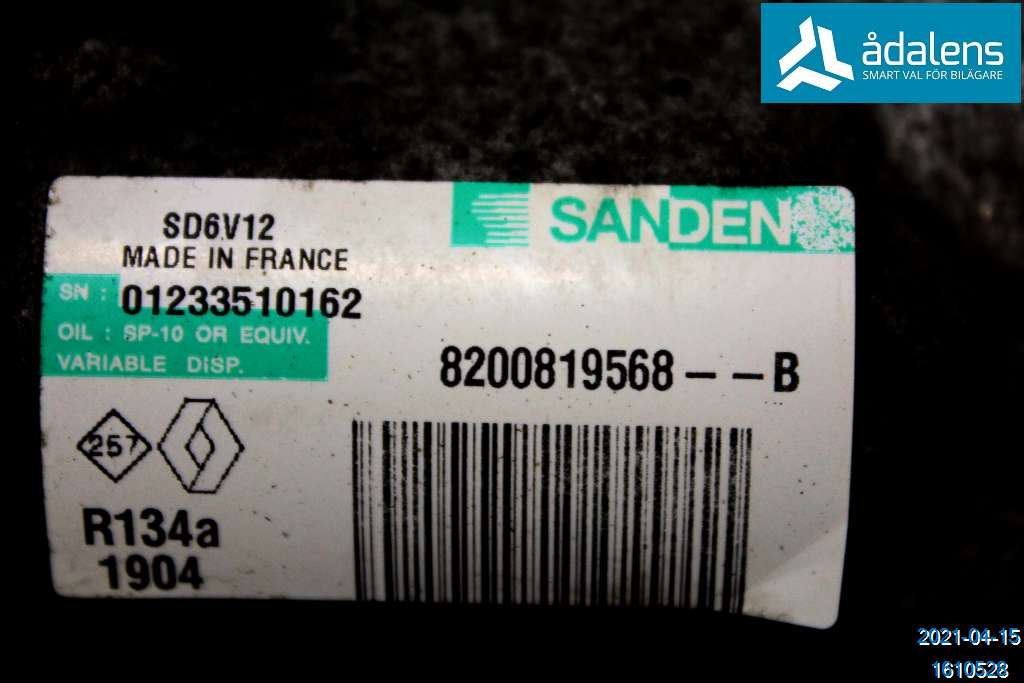 ådalens
SMART VAL FÖR BILÄGARE
SANDEN
SD6V12
MADE IN FRANCE
SN : 01233510162
OIL : SP-10 OR EQUIV.
VARIABLE DISP.
8200819568 - - B
257
R134a
1904
2021-04-15
1610528